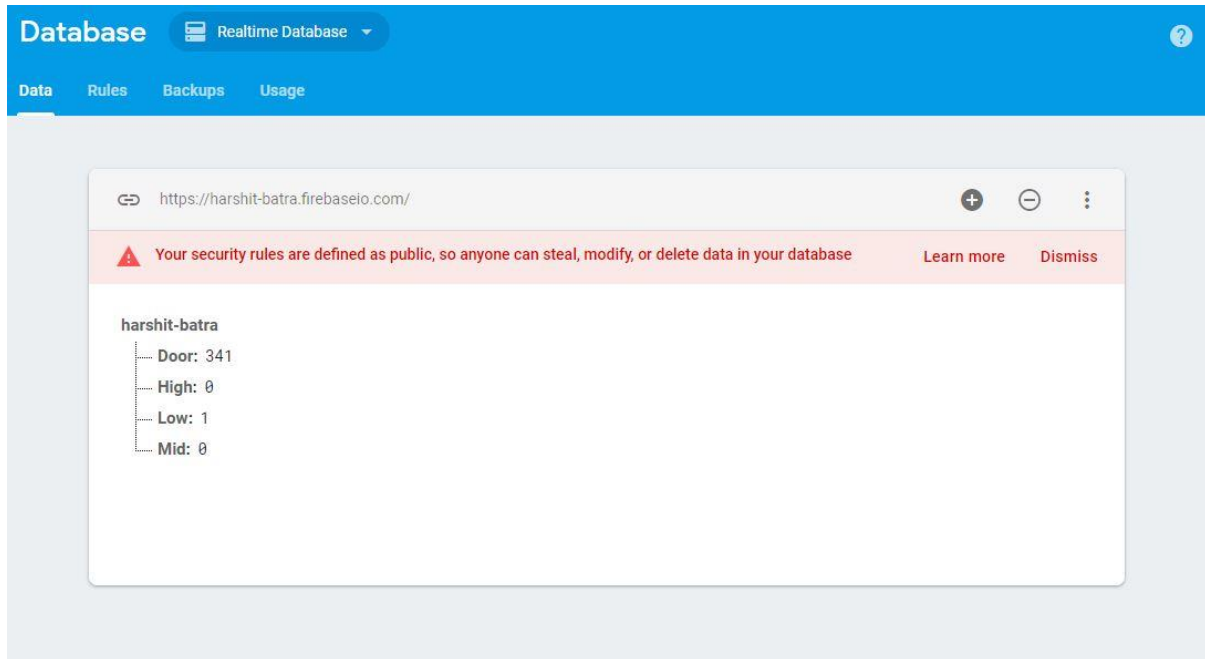 Database Realtime Database
Data Rules Backups Usage
https://harshit-batra.firebaseio.com/
Your security rules are defined as public, so anyone can steal, modify, or delete data in your database Learn more Dismiss
harshit-batra
Door: 341
High: 0
Low: 1
Mid: 0